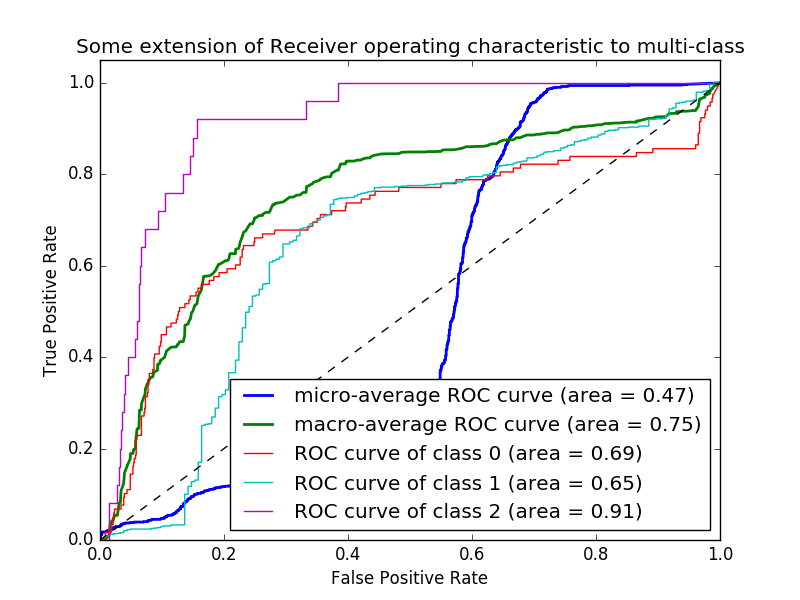 Some extension of Receiver operating characteristic to multi-class
1.0
0.8
0.6
0.4
0.2
0.0
True Positive Rate
micro-average ROC curve (area = 0.47)
macro-average ROC curve (area = 0.75)
ROC curve of class 0 (area = 0.69)
ROC curve of class 1 (area = 0.65)
ROC curve of class 2 (area = 0.91)
0.0 0.2 0.4 0.6 0.8 1.0
False Positive Rate